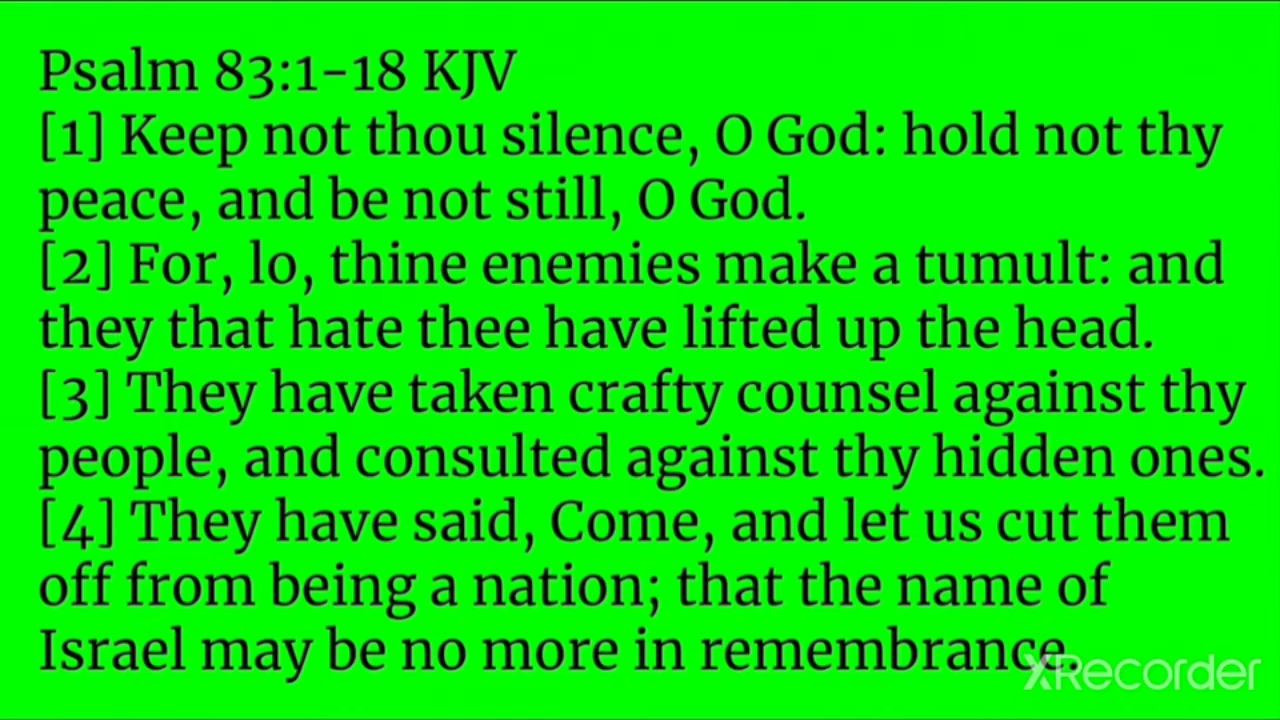 Psalm 83:1-18 KJV
[1] Keep not thou silence, O God: hold not thy
peace, and be not still, O God.
[2] For, lo, thine enemies make a tumult: and
they that hate thee have lifted up the head.
[3] They have taken crafty counsel against thy
people, and consulted against thy hidden ones.
[4] They have said, Come, and let us cut them
off from being a nation; that the name of
Israel may be no more in remembrance.
XRecorder